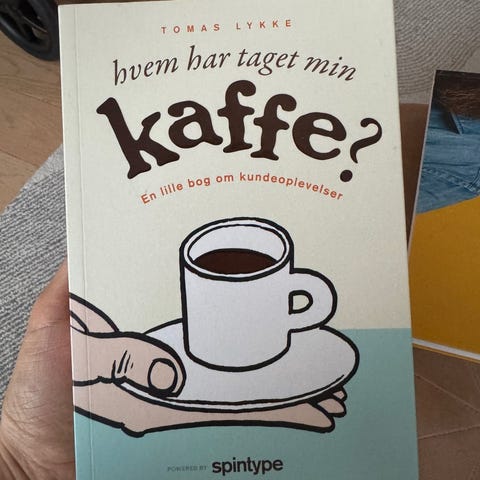 TOMAS LYKKE
hvem har taget min
kaffe?
En lille bog om kundeoplevelser
POWERED BY spintype